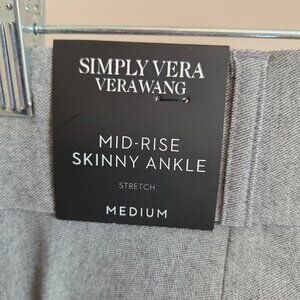 SIMPLY VERA
VERAWANG
MID-RISE
SKINNY ANKLE
STRETCH
MEDIUM